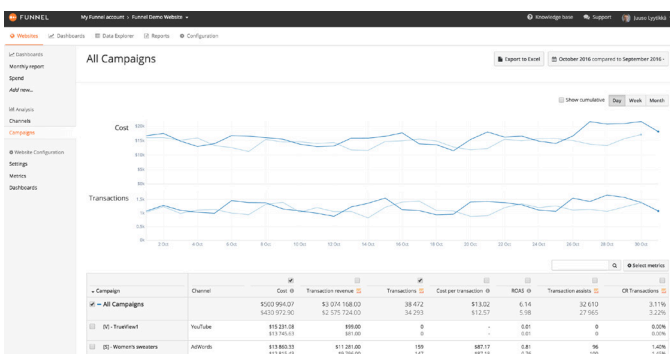 FUNNEL My Funnel account › Funnel Demo Website Knowledge base Support Juuso Lyytikkä
Websites Dashboards Data Explorer Reports Configuration
Dashboards
Monthly report
Spend
Add new...
Analysis
Channels
Campaigns
Website Configuration
Settings
Metrics
Dashboards
All Campaigns
Export to Excel October 2016 compared to September 2016
Show cumulative Day Week Month
Cost
Transactions
2 Oct 4 Oct 6 Oct 8 Oct 10 Oct 12 Oct 14 Oct 16 Oct 18 Oct 20 Oct 22 Oct 24 Oct 26 Oct 28 Oct 30 Oct
Select metrics
Campaign Channel Cost Transaction revenue Transactions Cost per transaction ROAS Transaction assists CR Transactions
All Campaigns $500 994.07 $3 074 168.00 38 472 $13.02 6.14 32 610 3.11%
$430 972.90 $2 575 724.00 34 293 $12.57 5.98 27 965 3.22%
[V] - TrueView1 YouTube $15 231.08 $99.00 0 - 0.01 0 0.00%
$13 745.63 $81.00 0 - 0.01 0
[S] - Women's sweaters AdWords $13 860.33 $11 281.00 159 $87.17 0.81 96 1.40%